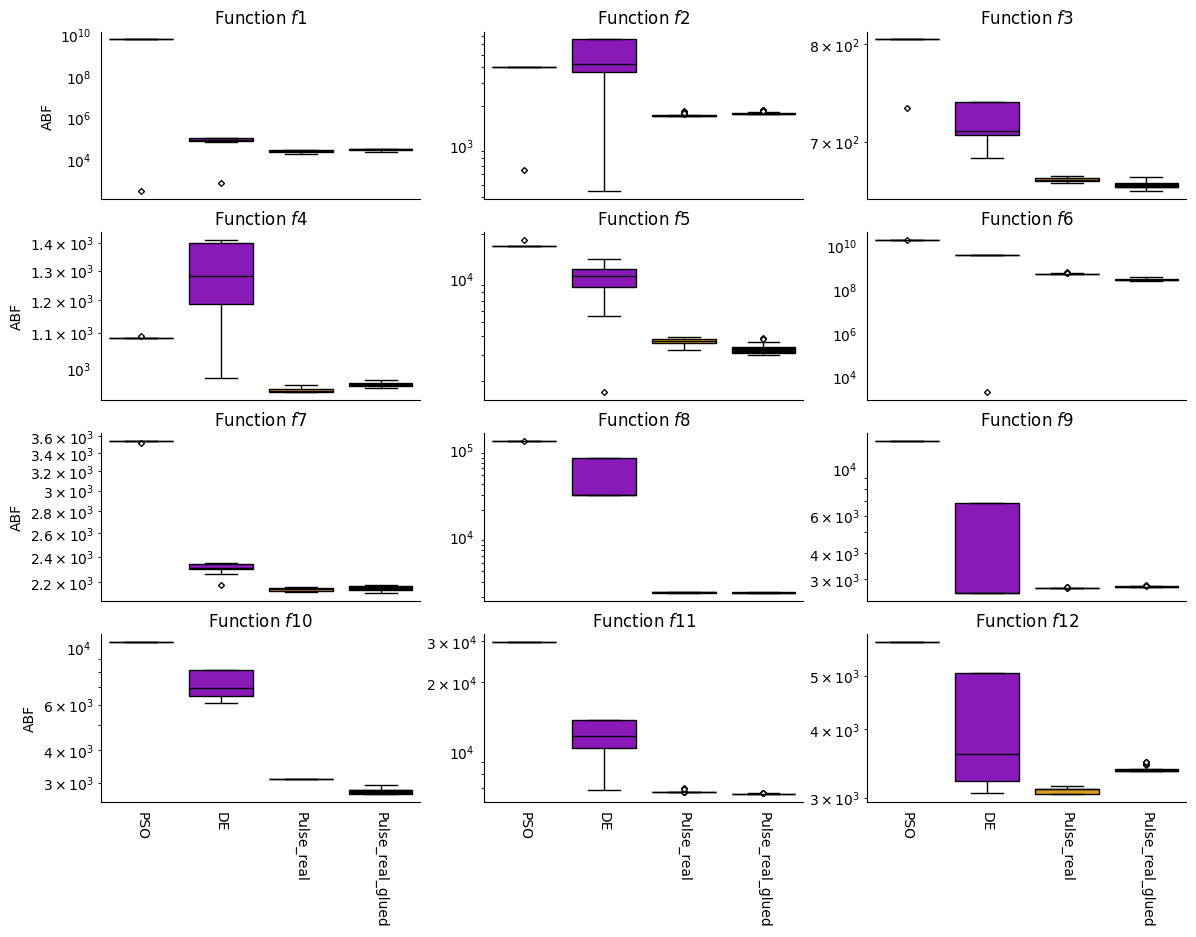 Function f1
Function f2
Function f3
10^10
10^8
10^6
10^4
ABF
10^3
8 × 10^2
7 × 10^2
Function f4
Function f5
Function f6
1.4 × 10^3
1.3 × 10^3
1.2 × 10^3
1.1 × 10^3
10^3
ABF
10^4
10^10
10^8
10^6
10^4
Function f7
Function f8
Function f9
3.6 × 10^3
3.4 × 10^3
3.2 × 10^3
3 × 10^3
2.8 × 10^3
2.6 × 10^3
2.4 × 10^3
2.2 × 10^3
ABF
10^5
10^4
10^4
6 × 10^3
4 × 10^3
3 × 10^3
Function f10
Function f11
Function f12
10^4
6 × 10^3
4 × 10^3
3 × 10^3
ABF
3 × 10^4
2 × 10^4
10^4
5 × 10^3
4 × 10^3
3 × 10^3
PSO
DE
Pulse_real
Pulse_real_glued
PSO
DE
Pulse_real
Pulse_real_glued
PSO
DE
Pulse_real
Pulse_real_glued